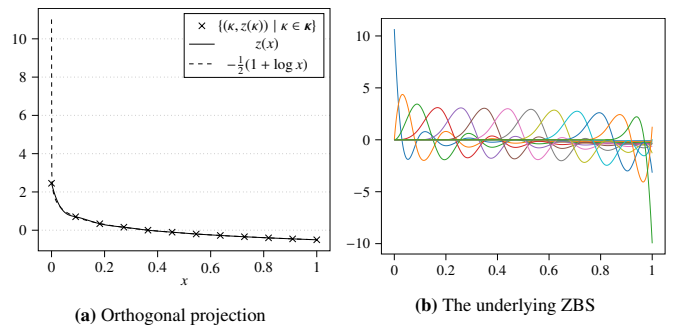 {(κ, z(κ)) | κ ∈ κ}
z(x)
−½(1 + log x)
10
8
6
4
2
0
0 0.2 0.4 0.6 0.8 1
x
(a) Orthogonal projection
10
5
0
−5
−10
0 0.2 0.4 0.6 0.8 1
(b) The underlying ZBS